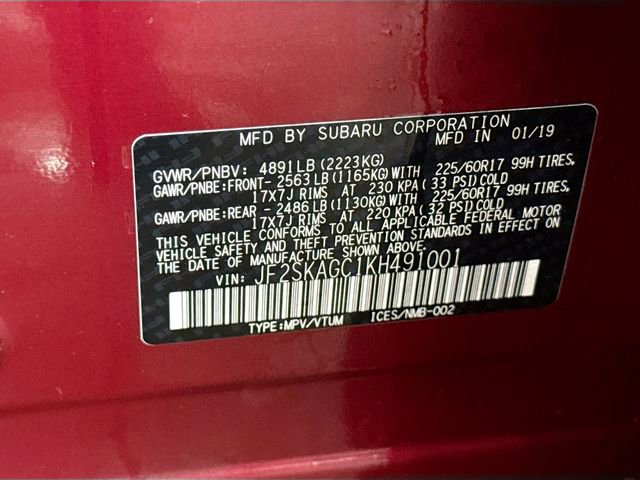 MFD BY SUBARU CORPORATION
MFD IN 01/19
GVWR/PNBV: 4891LB(2223KG)
GAWR/PNBE:FRONT- 2563LB(1165KG)WITH 225/60R17 99H TIRES,
17X7J RIMS AT 230 KPA(33 PSI)COLD
GAWR/PNBE:REAR - 2486LB(1130KG)WITH 225/60R17 99H TIRES,
17X7J RIMS AT 220 KPA(32 PSI)COLD
THIS VEHICLE CONFORMS TO ALL APPLICABLE FEDERAL MOTOR
VEHICLE SAFETY AND THEFT PREVENTION STANDARDS IN EFFECT
ON THE DATE OF MANUFACTURE SHOWN ABOVE.
VIN: JF2SKAGC1KH491001
TYPE:MPV/VTUM ICES/NMB-002